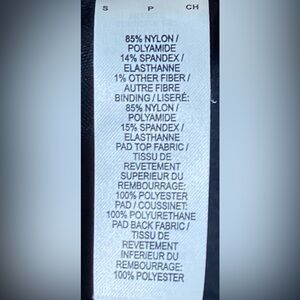 S P CH
85% NYLON /
POLYAMIDE
14% SPANDEX /
ELASTHANNE
1% OTHER FIBER /
AUTRE FIBRE
BINDING / LISERÉ:
85% NYLON /
POLYAMIDE
15% SPANDEX /
ELASTHANNE
PAD TOP FABRIC /
TISSU DE
REVETEMENT
SUPERIEUR DU
REMBOURRAGE:
100% POLYESTER
PAD / COUSSINET:
100% POLYURETHANE
PAD BACK FABRIC /
TISSU DE
REVETEMENT
INFERIEUR DU
REMBOURRAGE:
100% POLYESTER